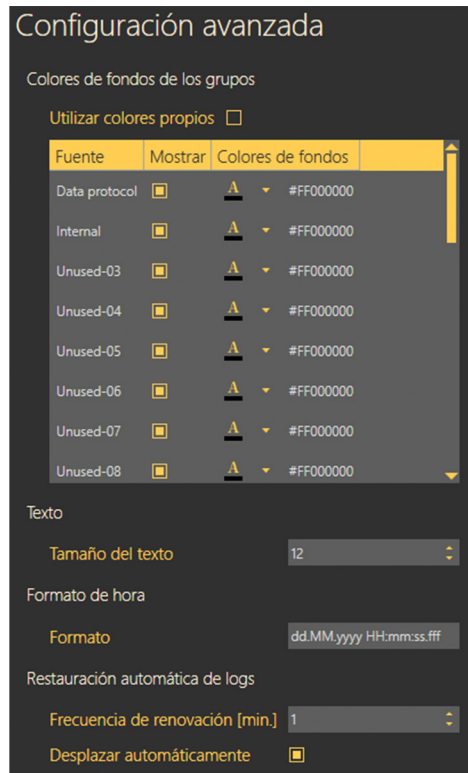 Configuración avanzada
Colores de fondos de los grupos
Utilizar colores propios
Fuente Mostrar Colores de fondos
Data protocol A #FF000000
Internal A #FF000000
Unused-03 A #FF000000
Unused-04 A #FF000000
Unused-05 A #FF000000
Unused-06 A #FF000000
Unused-07 A #FF000000
Unused-08 A #FF000000
Texto
Tamaño del texto 12
Formato de hora
Formato dd.MM.yyyy HH:mm:ss.fff
Restauración automática de logs
Frecuencia de renovación [min.] 1
Desplazar automáticamente